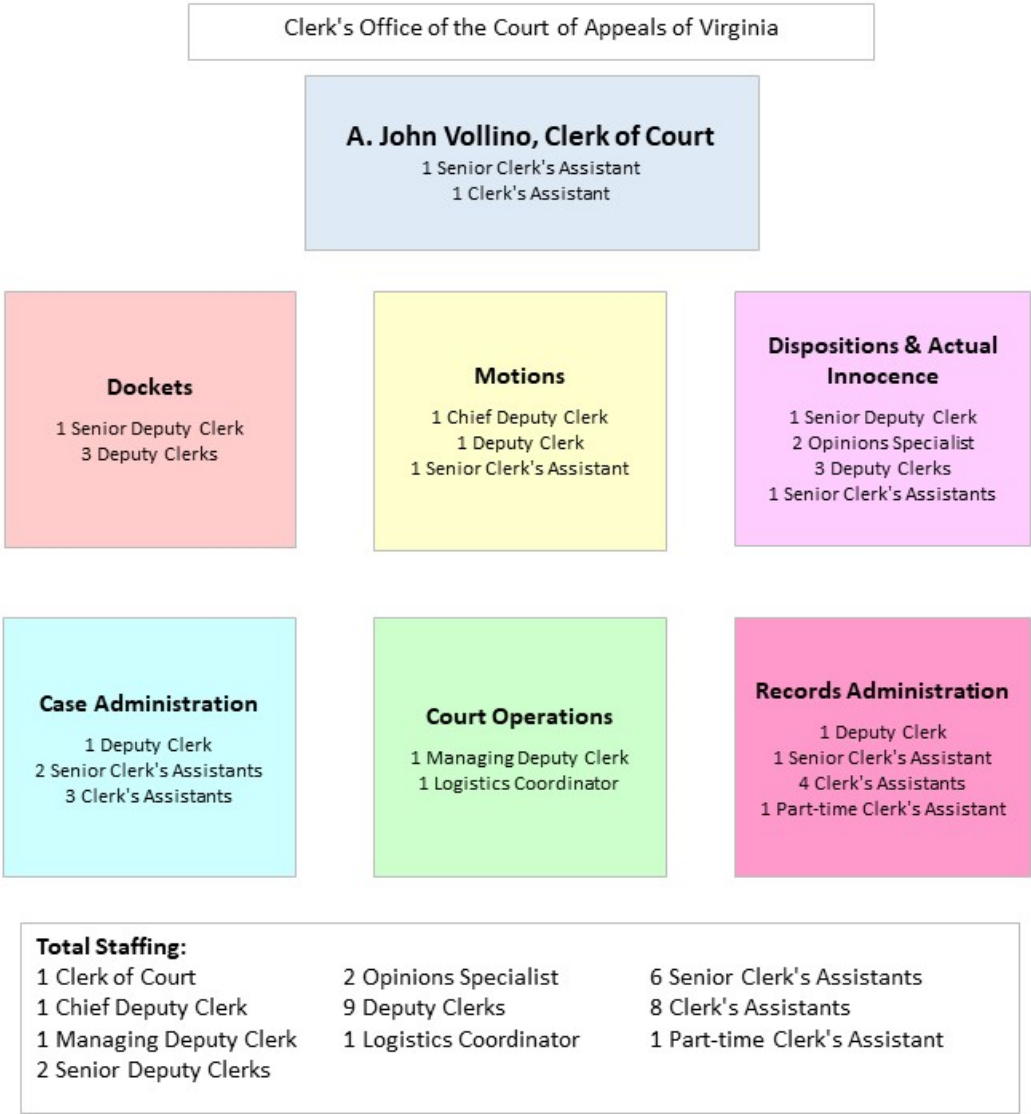 Clerk's Office of the Court of Appeals of Virginia
A. John Vollino, Clerk of Court
1 Senior Clerk's Assistant
1 Clerk's Assistant
Dockets
1 Senior Deputy Clerk
3 Deputy Clerks
Motions
1 Chief Deputy Clerk
1 Deputy Clerk
1 Senior Clerk's Assistant
Dispositions & Actual
Innocence
1 Senior Deputy Clerk
2 Opinions Specialist
3 Deputy Clerks
1 Senior Clerk's Assistants
Case Administration
1 Deputy Clerk
2 Senior Clerk's Assistants
3 Clerk's Assistants
Court Operations
1 Managing Deputy Clerk
1 Logistics Coordinator
Records Administration
1 Deputy Clerk
1 Senior Clerk's Assistant
4 Clerk's Assistants
1 Part-time Clerk's Assistant
Total Staffing:
1 Clerk of Court
1 Chief Deputy Clerk
1 Managing Deputy Clerk
2 Senior Deputy Clerks
2 Opinions Specialist
9 Deputy Clerks
1 Logistics Coordinator
6 Senior Clerk's Assistants
8 Clerk's Assistants
1 Part-time Clerk's Assistant